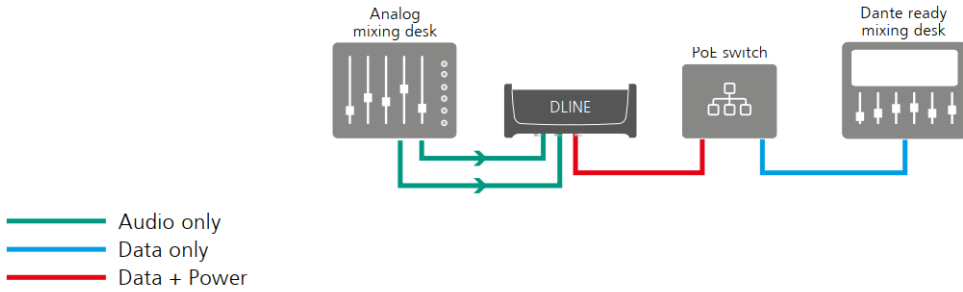 Analog
mixing desk
DLINE
PoE switch
Dante ready
mixing desk
Audio only
Data only
Data + Power